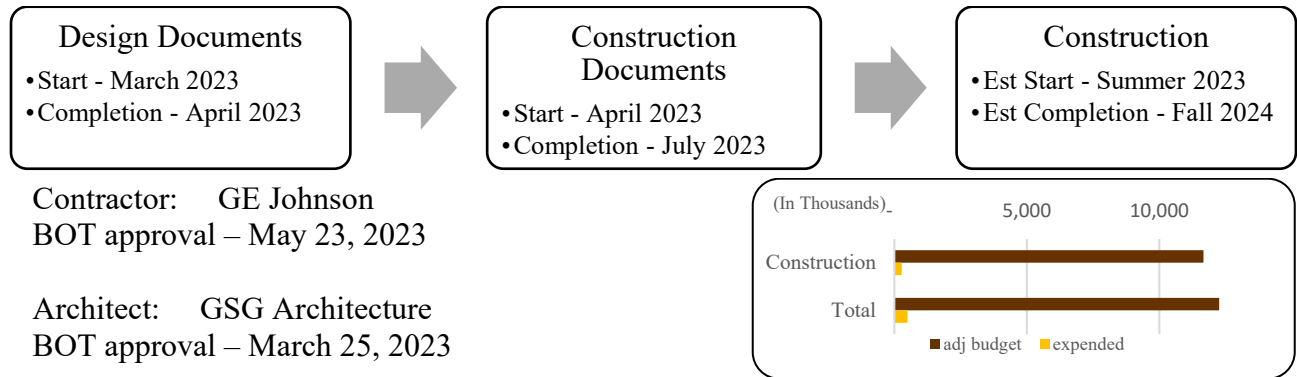 Design Documents
•Start - March 2023
•Completion - April 2023
Construction
Documents
•Start - April 2023
•Completion - July 2023
Construction
•Est Start - Summer 2023
•Est Completion - Fall 2024
Contractor: GE Johnson
BOT approval – May 23, 2023
Architect: GSG Architecture
BOT approval – March 25, 2023
(In Thousands) - 5,000 10,000
Construction
Total
adj budget expended